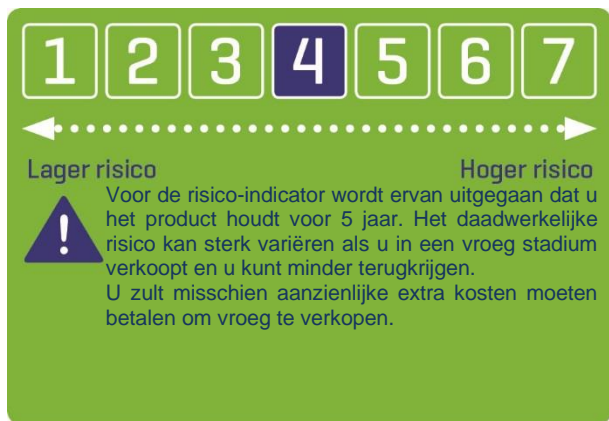 1 2 3 4 5 6 7
Lager risico Hoger risico
Voor de risico-indicator wordt ervan uitgegaan dat u
het product houdt voor 5 jaar. Het daadwerkelijke
risico kan sterk variëren als u in een vroeg stadium
verkoopt en u kunt minder terugkrijgen.
U zult misschien aanzienlijke extra kosten moeten
betalen om vroeg te verkopen.